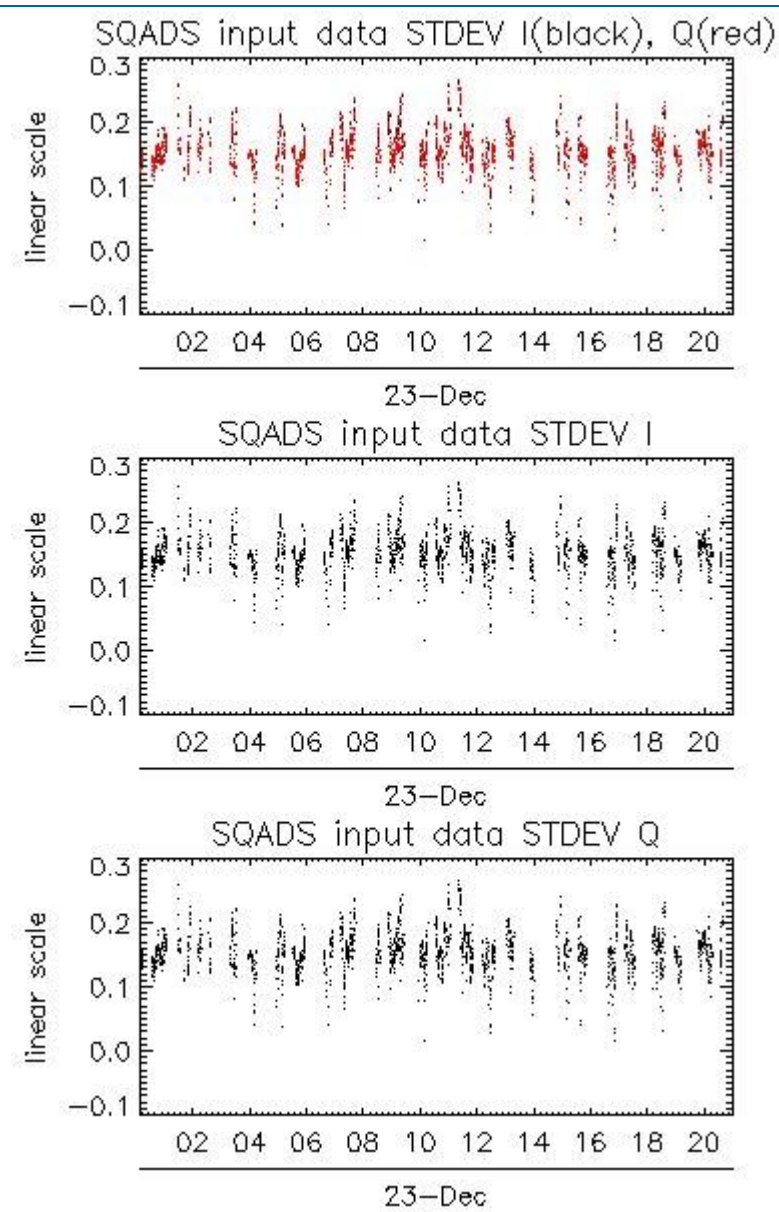 SQADS input data STDEV I(black), Q(red)
0.3
0.2
0.1
0.0
−0.1
linear scale
02 04 06 08 10 12 14 16 18 20
23−Dec
SQADS input data STDEV I
0.3
0.2
0.1
0.0
−0.1
linear scale
02 04 06 08 10 12 14 16 18 20
23−Dec
SQADS input data STDEV Q
0.3
0.2
0.1
0.0
−0.1
linear scale
02 04 06 08 10 12 14 16 18 20
23−Dec